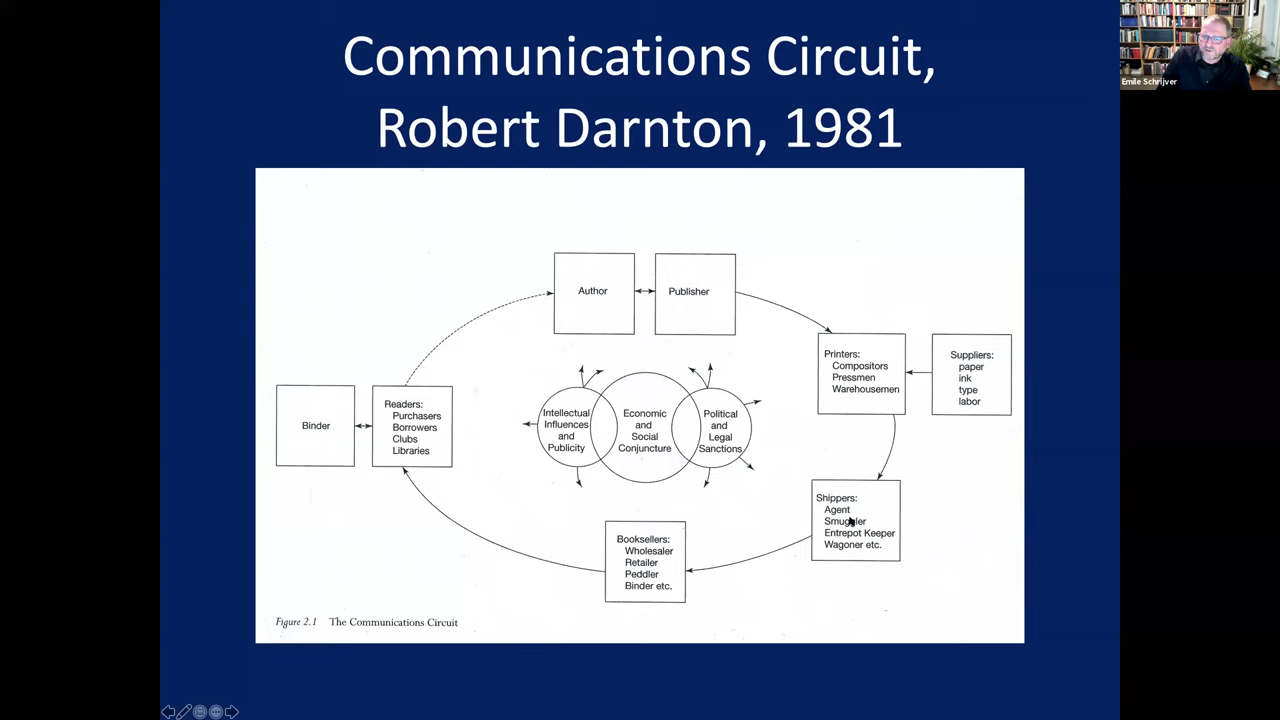 Communications Circuit,
Robert Darnton, 1981
Emile Schrijver
Author
Publisher
Printers:
Compositors
Pressmen
Warehousemen
Suppliers:
paper
ink
type
labor
Binder
Readers:
Purchasers
Borrowers
Clubs
Libraries
Intellectual
Influences
and
Publicity
Economic
and
Social
Conjuncture
Political
and
Legal
Sanctions
Shippers:
Agent
Smuggler
Entrepot Keeper
Wagoner etc.
Booksellers:
Wholesaler
Retailer
Peddler
Binder etc.
Figure 2.1 The Communications Circuit